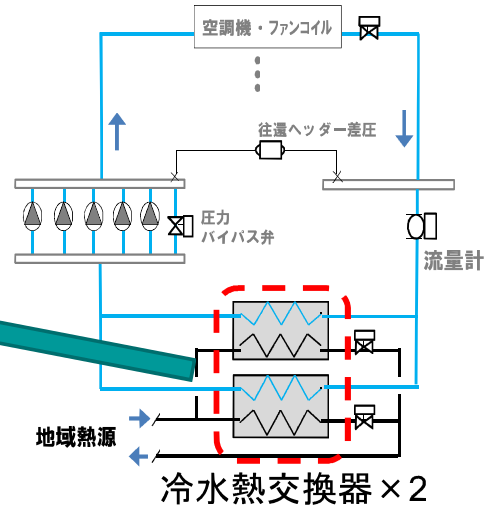 空調機・ファンコイル
往還ヘッダー差圧
圧力
バイパス弁
流量計
地域熱源
冷水熱交換器×2